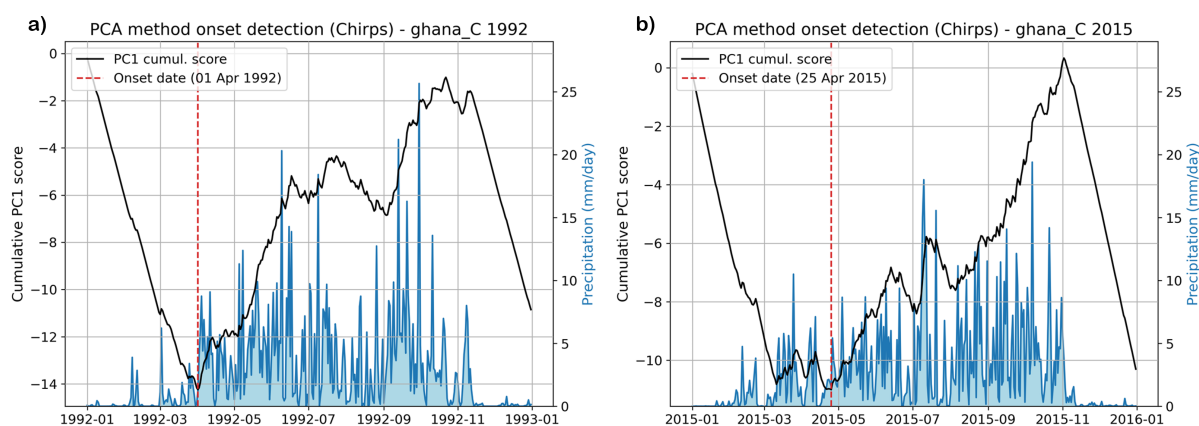 a)
PCA method onset detection (Chirps) - ghana_C 1992
PC1 cumul. score
Onset date (01 Apr 1992)
Cumulative PC1 score
0
−2
−4
−6
−8
−10
−12
−14
Precipitation (mm/day)
25
20
15
10
5
0
1992-01 1992-03 1992-05 1992-07 1992-09 1992-11 1993-01
b)
PCA method onset detection (Chirps) - ghana_C 2015
PC1 cumul. score
Onset date (25 Apr 2015)
Cumulative PC1 score
0
−2
−4
−6
−8
−10
Precipitation (mm/day)
25
20
15
10
5
0
2015-01 2015-03 2015-05 2015-07 2015-09 2015-11 2016-01